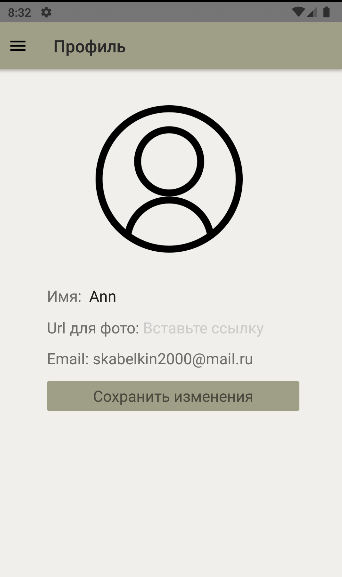 8:32
Профиль
Имя: Ann
Url для фото: Вставьте ссылку
Email: skabelkin2000@mail.ru
Сохранить изменения